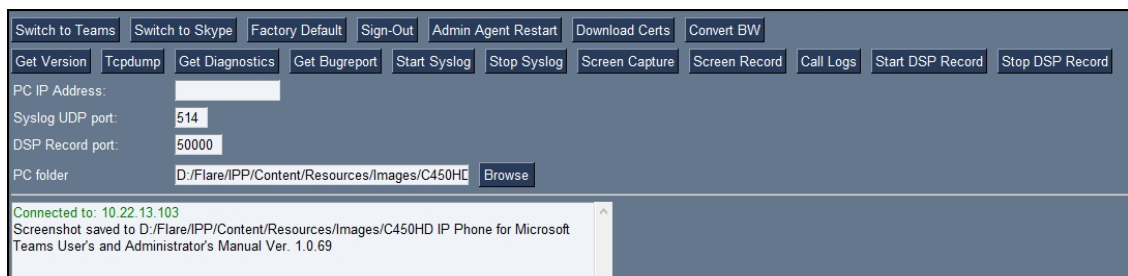 Switch to Teams Switch to Skype Factory Default Sign-Out Admin Agent Restart Download Certs Convert BW
Get Version Tcpdump Get Diagnostics Get Bugreport Start Syslog Stop Syslog Screen Capture Screen Record Call Logs Start DSP Record Stop DSP Record
PC IP Address:
Syslog UDP port: 514
DSP Record port: 50000
PC folder D:/Flare/IPP/Content/Resources/Images/C450HD Browse
Connected to: 10.22.13.103
Screenshot saved to D:/Flare/IPP/Content/Resources/Images/C450HD IP Phone for Microsoft
Teams User's and Administrator's Manual Ver. 1.0.69